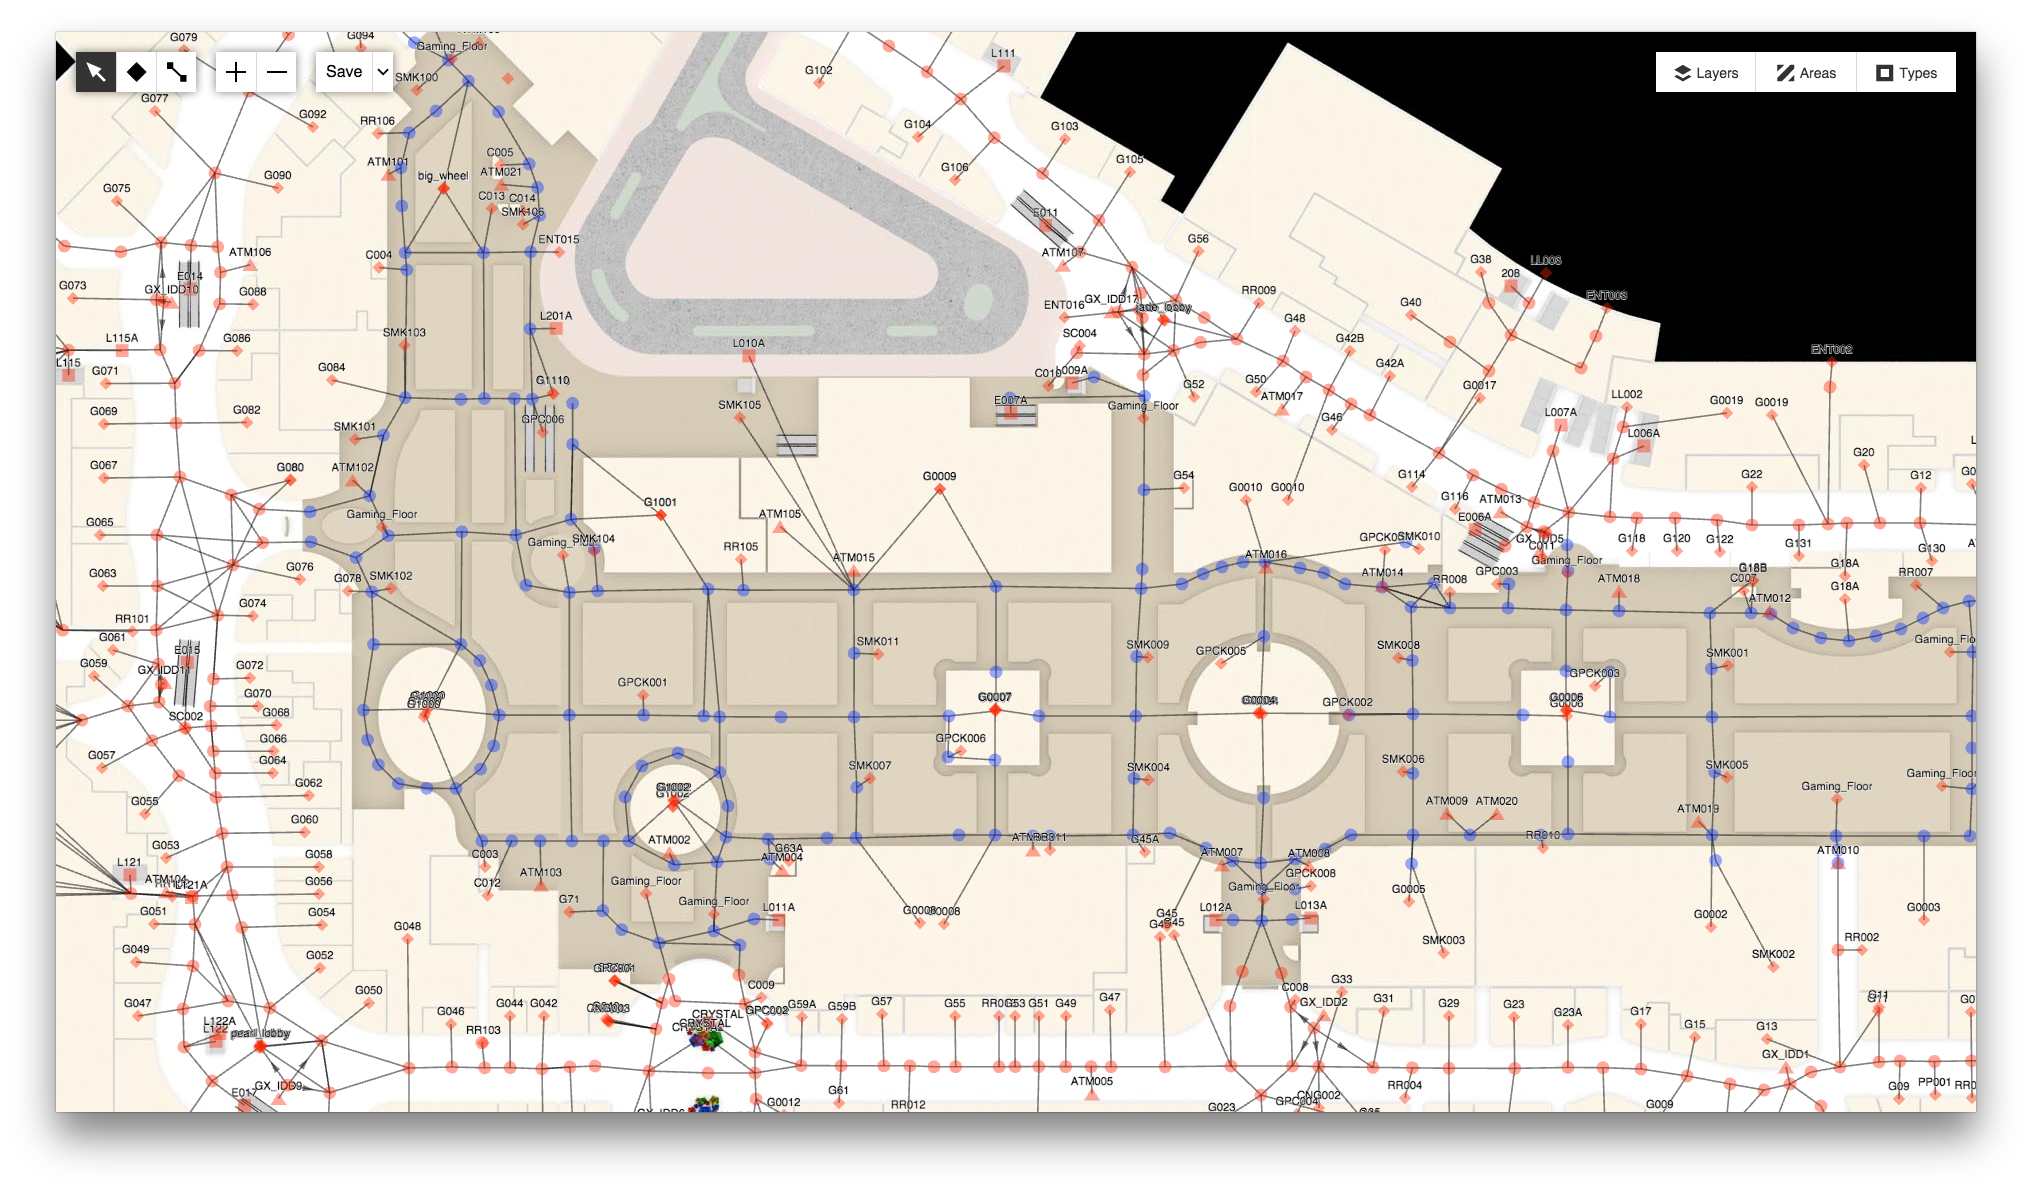 G079
G094
Gaming_Floor
L111
Save
Layers
Areas
Types
SMK100
G102
G077
G092
RR106
G104
G103
ATM101
C005
G106
G105
big_wheel
ATM021
G090
G075
C013
C014
SMK106
E011
C004
ENT015
ATM106
ATM107
G56
E014
G38
208
LL003
GX_IDD10
G073
G088
ENT016
GX_IDD17
jade_lobby
RR009
G40
ENT003
L201A
SMK103
SC004
G48
L115A
G086
L010A
G42B
ENT002
L115
G071
G084
C010
L009A
G42A
G1110
G52
G50
G0017
E007A
ATM017
LL002
G0019
G0019
G069
G082
SMK105
Gaming_Floor
L007A
GPC006
G46
SMK101
L006A
G20
G067
G080
ATM102
G0009
G54
G114
G22
G12
G1001
G0010
G0010
G116
ATM013
G065
Gaming_Floor
ATM105
E006A
SMK104
RR105
SMK010
GX_IDD5
G118
G120
G122
G131
G130
C011
ATM015
ATM016
Gaming_Floor
G063
G076
G078
SMK102
ATM014
RR008
GPC003
ATM018
G18B
C007
G18A
G18A
RR007
ATM012
G074
RR101
G061
SMK011
SMK009
SMK008
SMK001
Gaming_Flo
E015
G059
GX_IDD11
G072
GPCK005
GPCK001
GPCK003
G070
G1000
G0007
G0004
GPCK002
G0006
SC002
G068
G066
GPCK006
G057
G064
SMK007
SMK004
SMK006
SMK005
Gaming_Floor
Gaming_Floor
G062
G1002
G1002
G055
ATM009
ATM020
ATM019
G060
ATM002
G45A
RR010
G053
G058
C003
G63A
ATM004
ATM007
ATM008
ATM010
L121
ATM104
L121A
G056
C012
ATM103
Gaming_Floor
GPCK008
Gaming_Floor
G051
G054
G71
Gaming_Floor
L011A
G0008
G45
L012A
L013A
G0005
G0002
G0003
G048
SMK003
RR002
G049
G052
SMK002
C009
G33
C008
G050
G047
G046
G044
G042
GPC002
G59A
G59B
G57
G55
G53
G51
G49
G47
GX_IDD2
G31
G29
G23
G23A
G17
G15
G13
G11
L122A
pearl_lobby
RR103
CRYSTAL
CRYSTAL
GX_IDD1
GX_IDD9
E017
G61
RR012
ATM005
G0012
G023
GPC004
CNG002
RR004
G009
G09
PP001